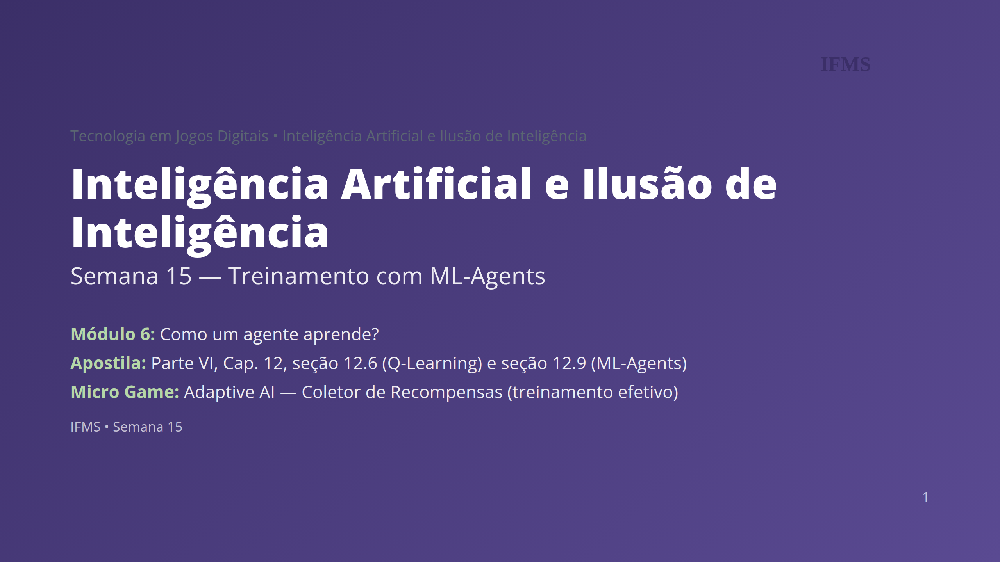 IFMS
Tecnologia em Jogos Digitais • Inteligência Artificial e Ilusão de Inteligência
Inteligência Artificial e Ilusão de
Inteligência
Semana 15 — Treinamento com ML-Agents
Módulo 6: Como um agente aprende?
Apostila: Parte VI, Cap. 12, seção 12.6 (Q-Learning) e seção 12.9 (ML-Agents)
Micro Game: Adaptive AI — Coletor de Recompensas (treinamento efetivo)
IFMS • Semana 15
1